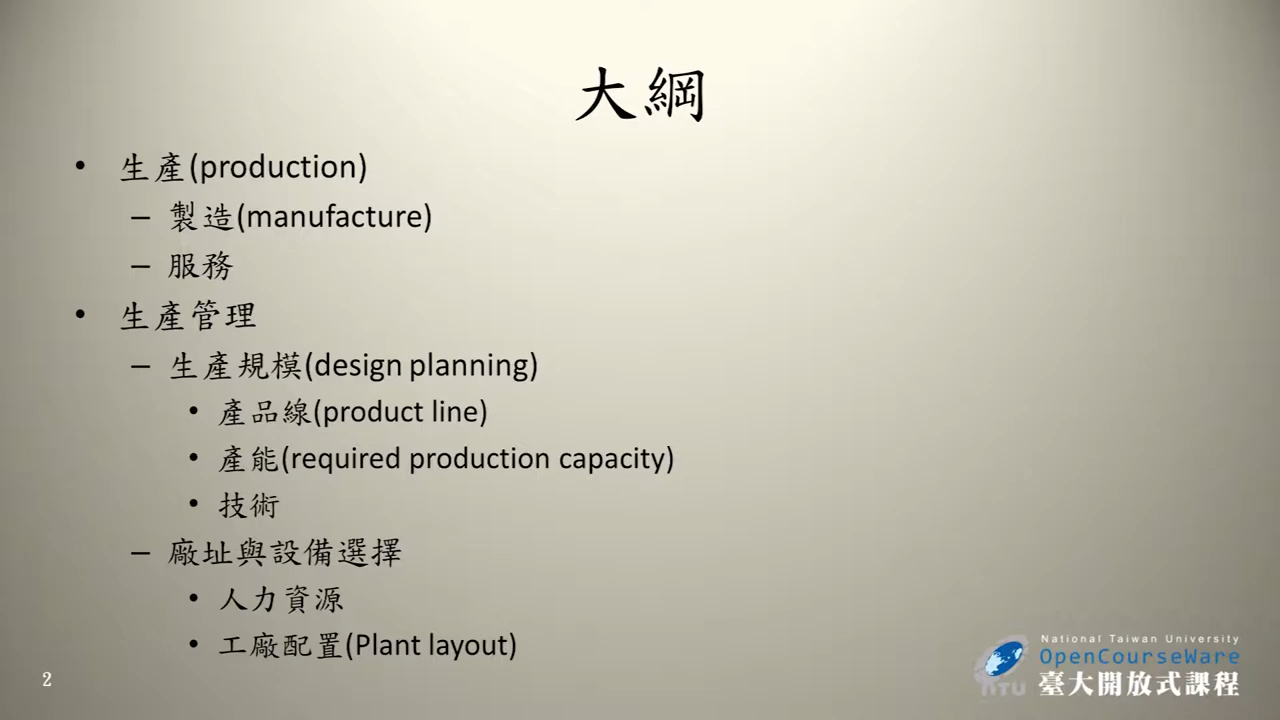 大綱
• 生產(production)
– 製造(manufacture)
– 服務
• 生產管理
– 生產規模(design planning)
• 產品線(product line)
• 產能(required production capacity)
• 技術
– 廠址與設備選擇
• 人力資源
• 工廠配置(Plant layout)
2
National Taiwan University
OpenCourseWare
NTU
臺大開放式課程